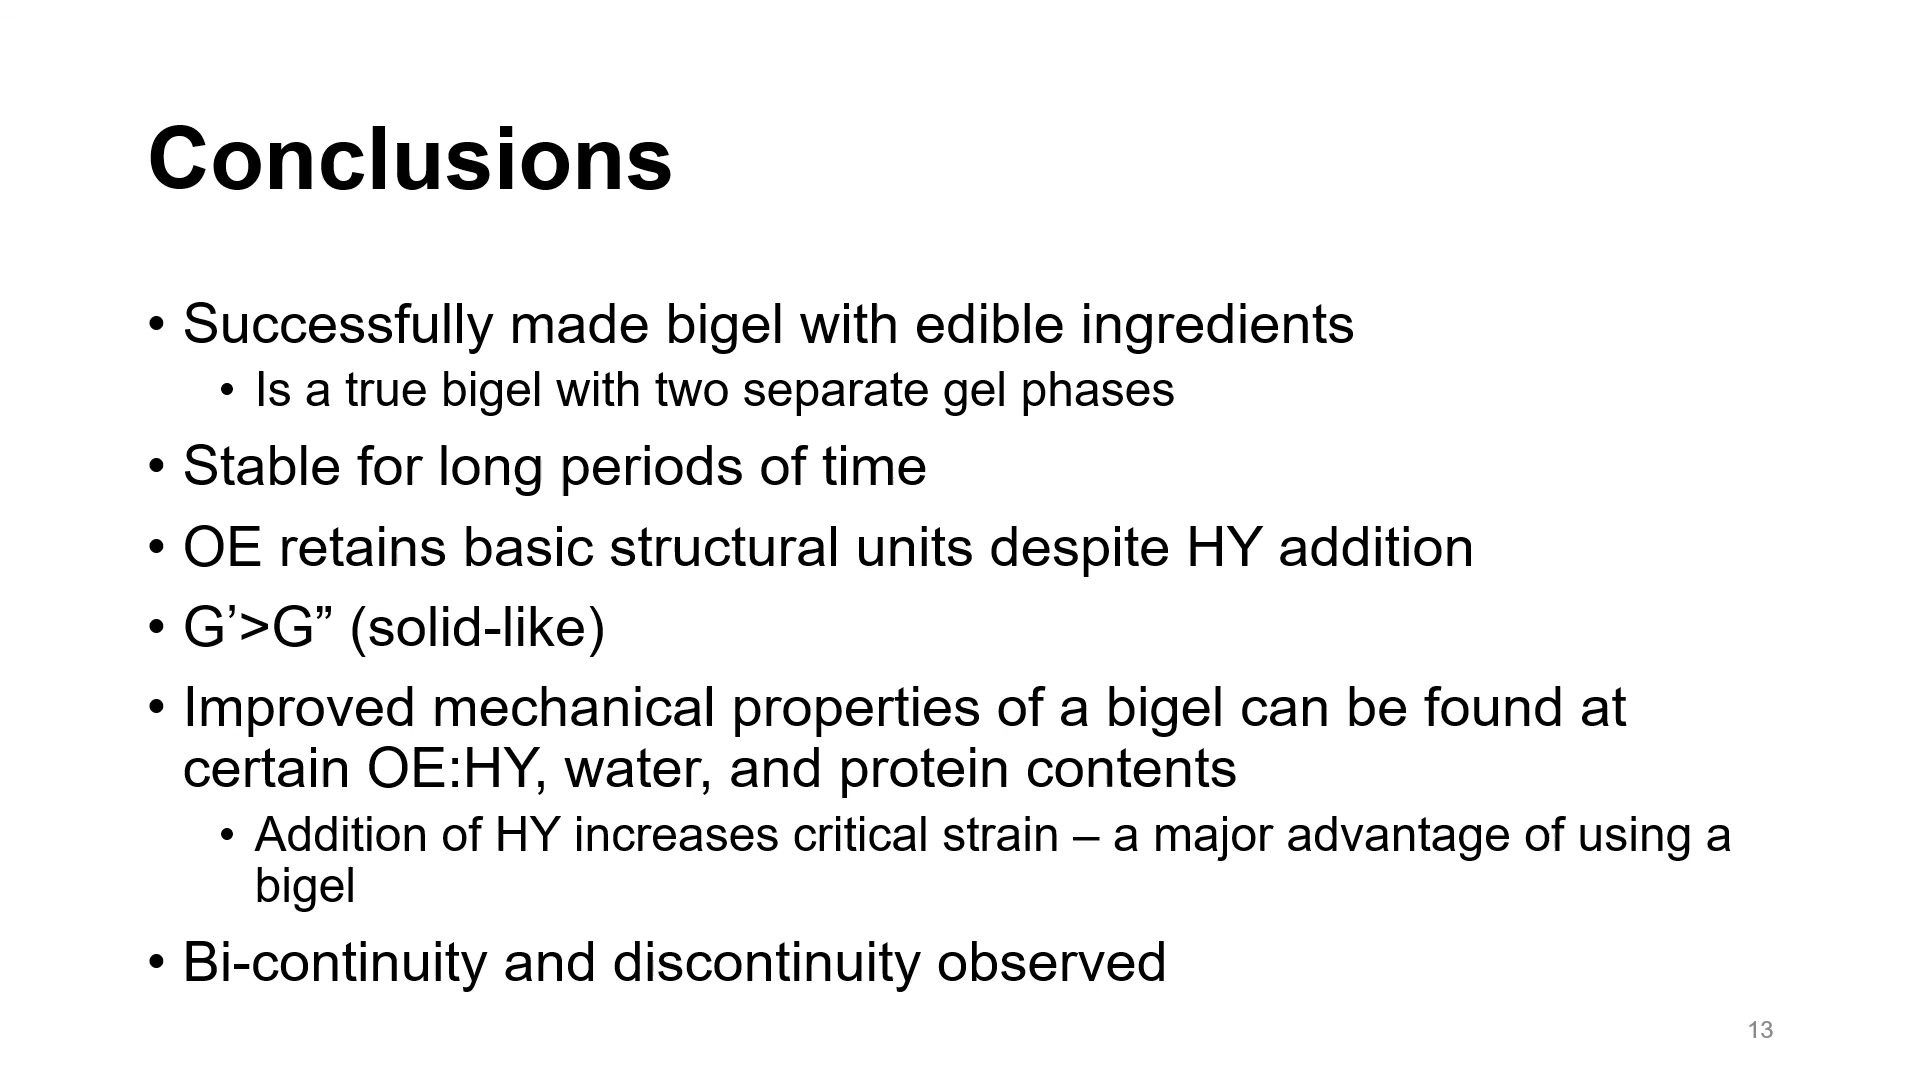 Conclusions
• Successfully made bigel with edible ingredients
• Is a true bigel with two separate gel phases
• Stable for long periods of time
• OE retains basic structural units despite HY addition
• G’>G” (solid-like)
• Improved mechanical properties of a bigel can be found at
certain OE:HY, water, and protein contents
• Addition of HY increases critical strain – a major advantage of using a
bigel
• Bi-continuity and discontinuity observed
13